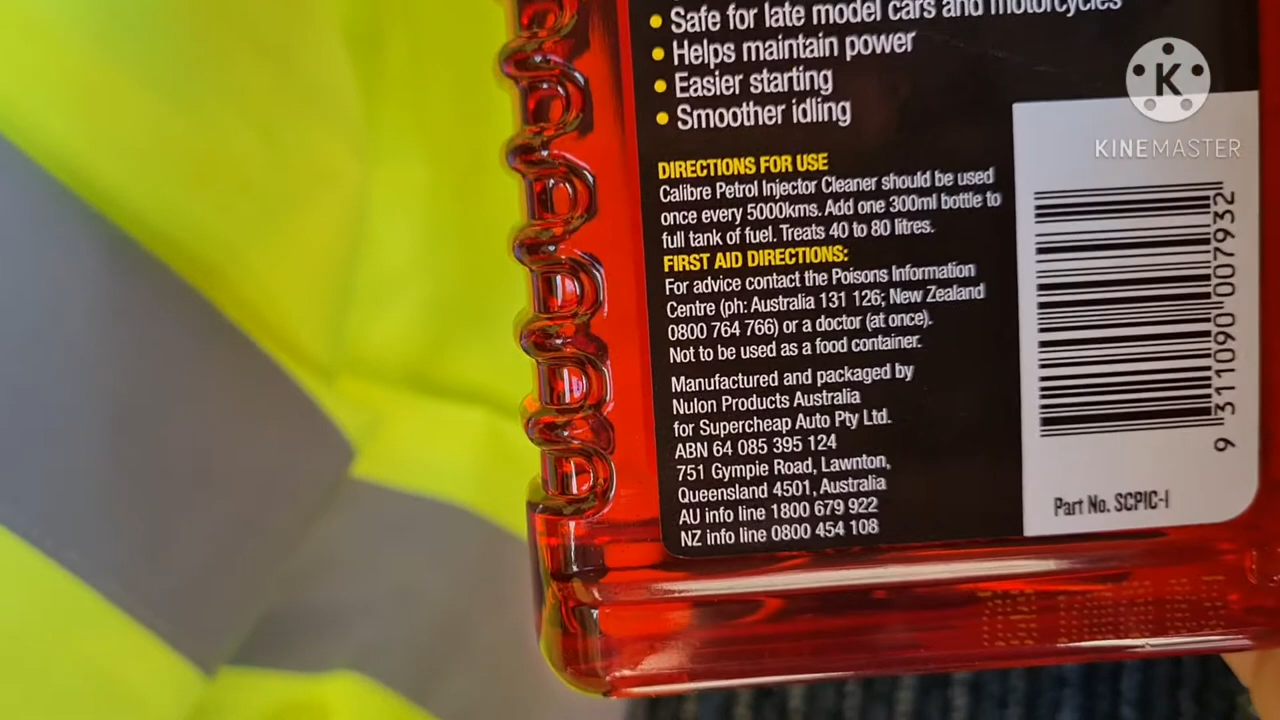 • Safe for late model cars and motorcycles
• Helps maintain power
• Easier starting
• Smoother idling
DIRECTIONS FOR USE
Calibre Petrol Injector Cleaner should be used
once every 5000kms. Add one 300ml bottle to
full tank of fuel. Treats 40 to 80 litres.
FIRST AID DIRECTIONS:
For advice contact the Poisons Information
Centre (ph: Australia 131 126; New Zealand
0800 764 766) or a doctor (at once).
Not to be used as a food container.
Manufactured and packaged by
Nulon Products Australia
for Supercheap Auto Pty Ltd.
ABN 64 085 395 124
751 Gympie Road, Lawnton,
Queensland 4501, Australia
AU info line 1800 679 922
NZ info line 0800 454 108
9 311090 007932
Part No. SCPIC-I
K
KINEMASTER